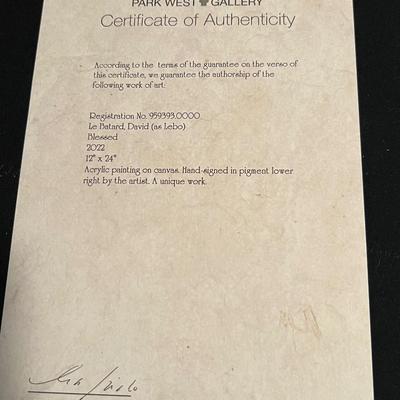 PARK WEST GALLERY
Certificate of Authenticity
According to the terms of the guarantee on the verso of
this certificate, we guarantee the authorship of the
following work of art:
Registration No. 959393.0000
Le Batard, David (as Lebo)
Blessed
2022
12" x 24"
Acrylic painting on canvas. Hand-signed in pigment lower
right by the artist. A unique work.